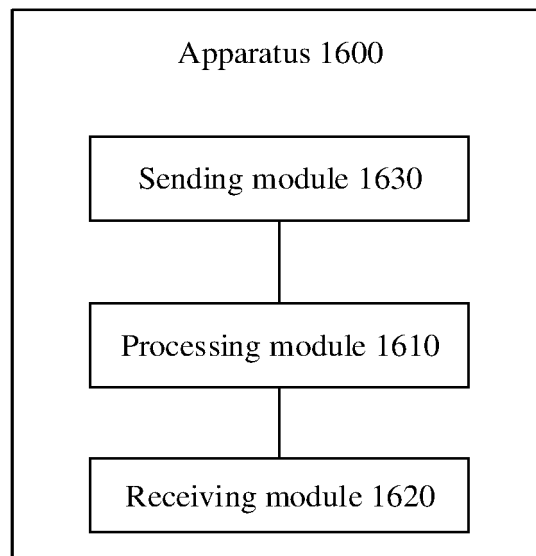 Apparatus 1600
Sending module 1630
Processing module 1610
Receiving module 1620